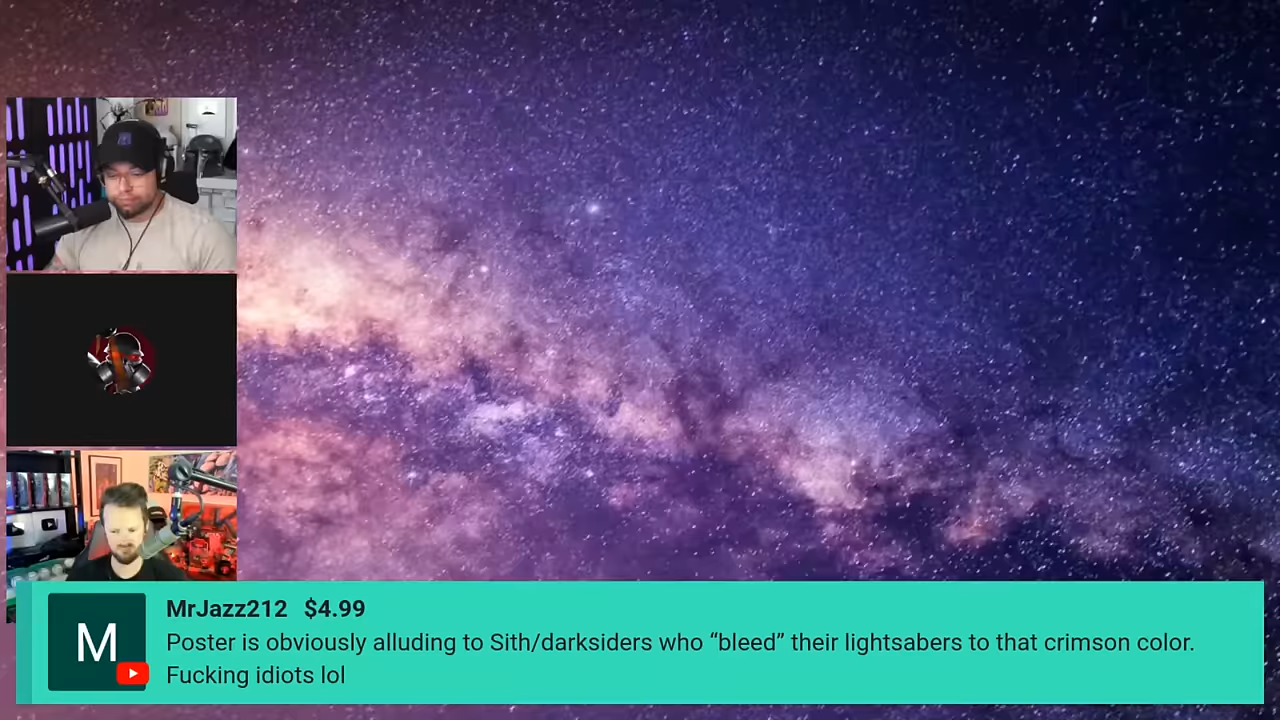 MrJazz212 $4.99
Poster is obviously alluding to Sith/darksiders who “bleed” their lightsabers to that crimson color.
Fucking idiots lol
M